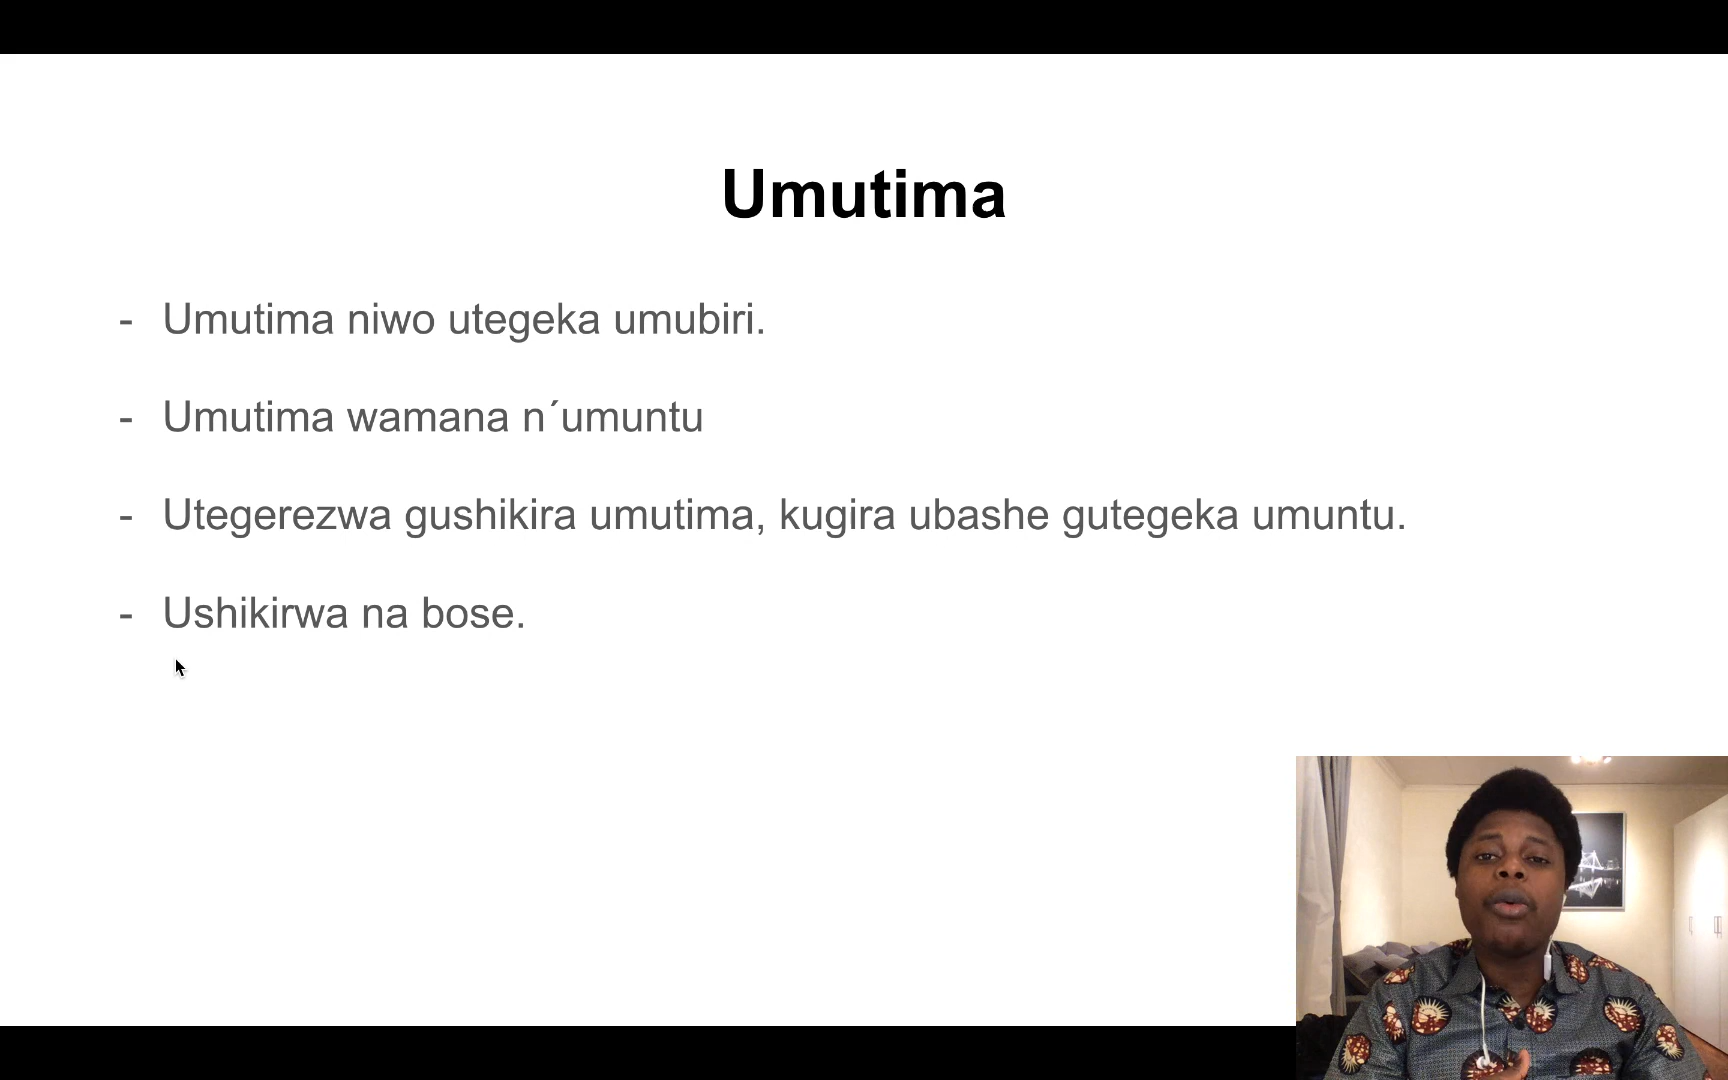 Umutima
- Umutima niwo utegeka umubiri.
- Umutima wamana n´umuntu
- Utegerezwa gushikira umutima, kugira ubashe gutegeka umuntu.
- Ushikirwa na bose.